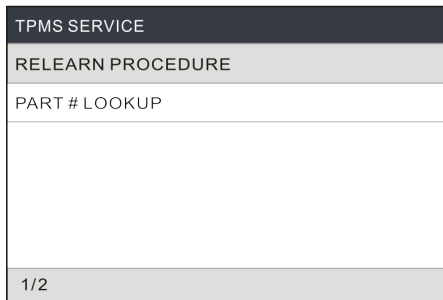 TPMS SERVICE
RELEARN PROCEDURE
PART # LOOKUP
1/2